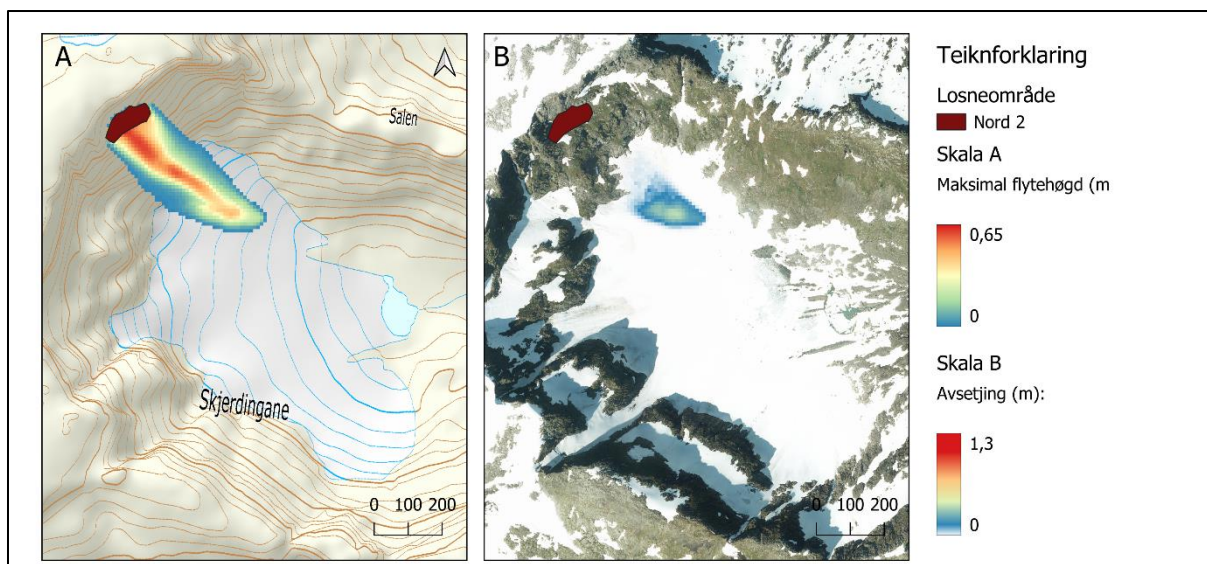 A
Salen
Skjerdingane
0 100 200
B
0 100 200
Teiknforklaring
Losneområde
Nord 2
Skala A
Maksimal flytehøgd (m
0,65
0
Skala B
Avsetjing (m):
1,3
0